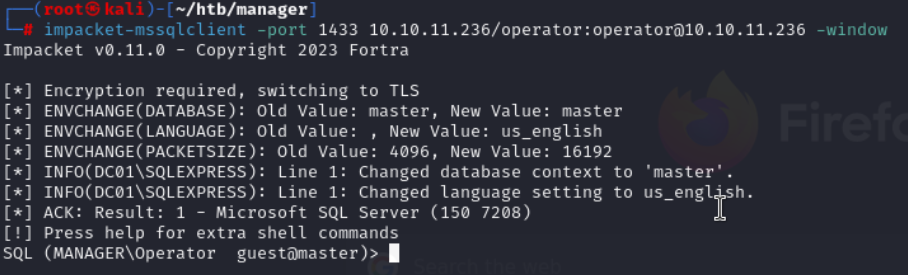 ┌──(root㉿kali)-[~/htb/manager]
└─# impacket-mssqlclient -port 1433 10.10.11.236/operator:operator@10.10.11.236 -window
Impacket v0.11.0 - Copyright 2023 Fortra
[*] Encryption required, switching to TLS
[*] ENVCHANGE(DATABASE): Old Value: master, New Value: master
[*] ENVCHANGE(LANGUAGE): Old Value: , New Value: us_english
[*] ENVCHANGE(PACKETSIZE): Old Value: 4096, New Value: 16192
[*] INFO(DC01\SQLEXPRESS): Line 1: Changed database context to 'master'.
[*] INFO(DC01\SQLEXPRESS): Line 1: Changed language setting to us_english.
[*] ACK: Result: 1 - Microsoft SQL Server (150 7208)
[!] Press help for extra shell commands
SQL (MANAGER\Operator  guest@master)>
Firefo
Search the web